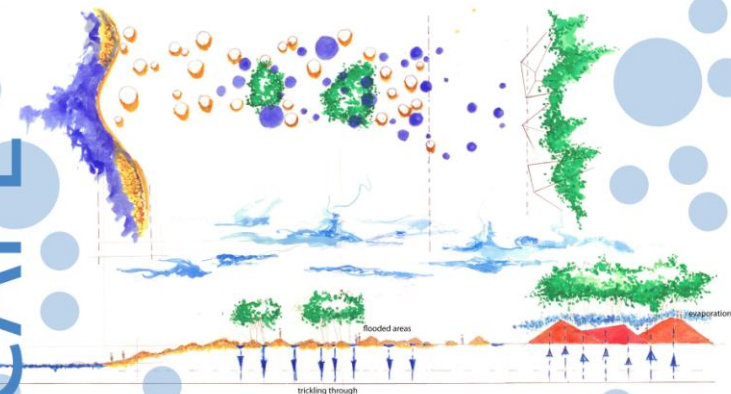 flooded areas
evaporation
trickling through